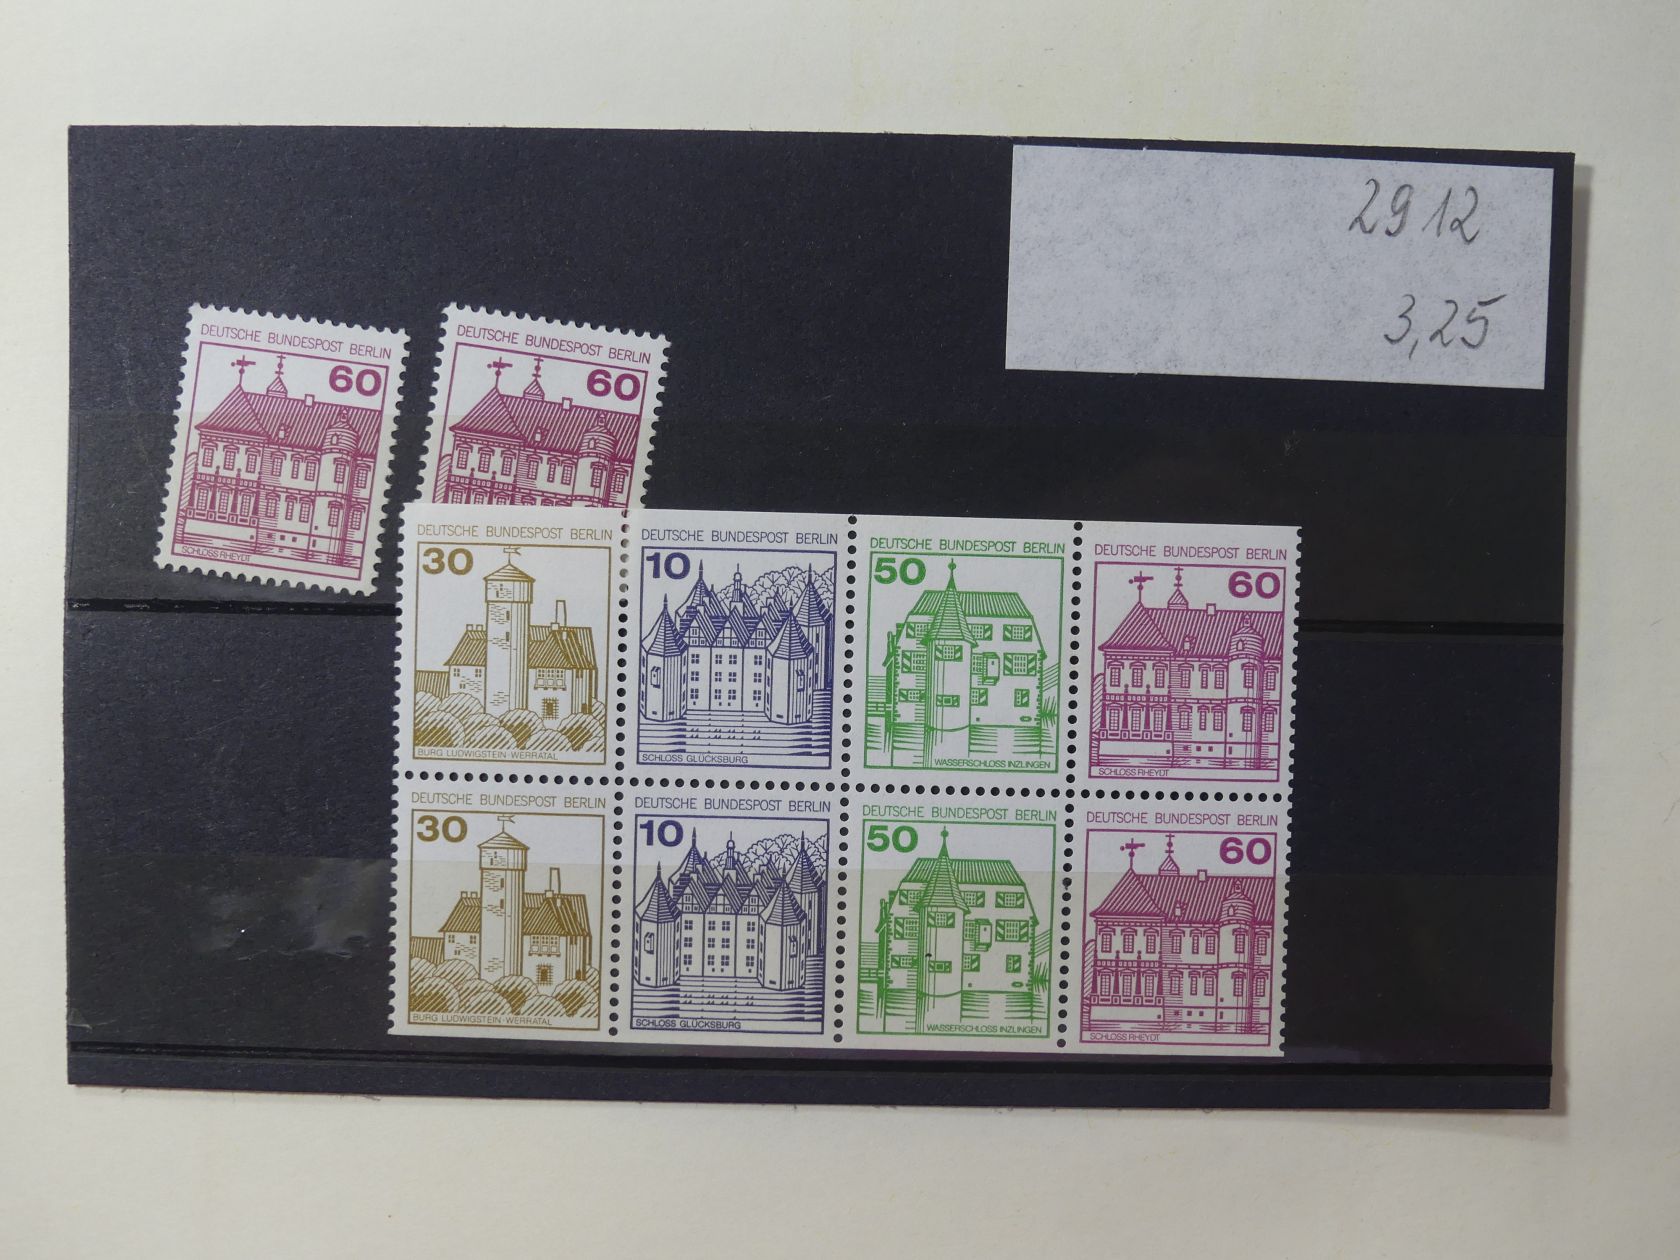 2912
3,25
DEUTSCHE BUNDESPOST BERLIN
60
SCHLOSS RHEYDT
DEUTSCHE BUNDESPOST BERLIN
60
DEUTSCHE BUNDESPOST BERLIN
30
BURG LUDWIGSTEIN·WERRATAL
DEUTSCHE BUNDESPOST BERLIN
10
SCHLOSS GLÜCKSBURG
DEUTSCHE BUNDESPOST BERLIN
50
WASSERSCHLOSS INZLINGEN
DEUTSCHE BUNDESPOST BERLIN
60
SCHLOSS RHEYDT
DEUTSCHE BUNDESPOST BERLIN
30
BURG LUDWIGSTEIN·WERRATAL
DEUTSCHE BUNDESPOST BERLIN
10
SCHLOSS GLÜCKSBURG
DEUTSCHE BUNDESPOST BERLIN
50
WASSERSCHLOSS INZLINGEN
DEUTSCHE BUNDESPOST BERLIN
60
SCHLOSS RHEYDT